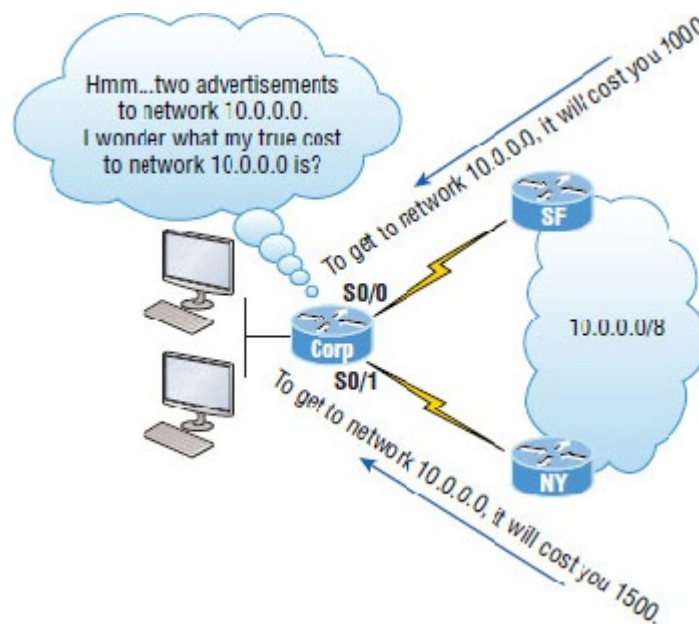 Hmm...two advertisements
to network 10.0.0.0.
I wonder what my true cost
to network 10.0.0.0 is?
To get to network 10.0.0.0, it will cost you 1000.
SF
S0/0
10.0.0.0/8
Corp
S0/1
To get to network 10.0.0.0, it will cost you 1500.
NY